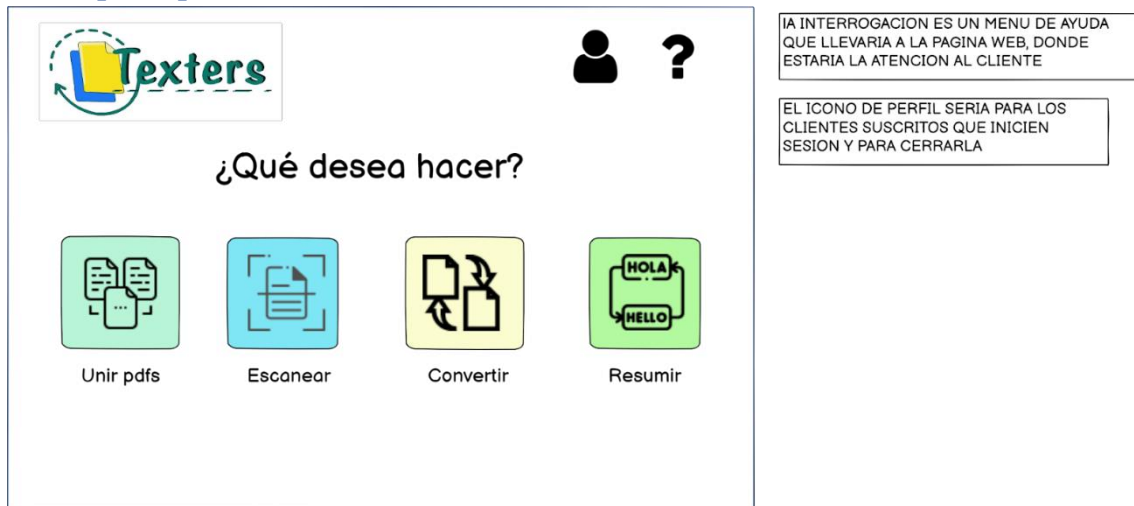 Texters
¿Qué desea hacer?
HOLA
HELLO
Unir pdfs
Escanear
Convertir
Resumir
lA INTERROGACION ES UN MENU DE AYUDA
QUE LLEVARIA A LA PAGINA WEB, DONDE
ESTARIA LA ATENCION AL CLIENTE
EL ICONO DE PERFIL SERIA PARA LOS
CLIENTES SUSCRITOS QUE INICIEN
SESION Y PARA CERRARLA